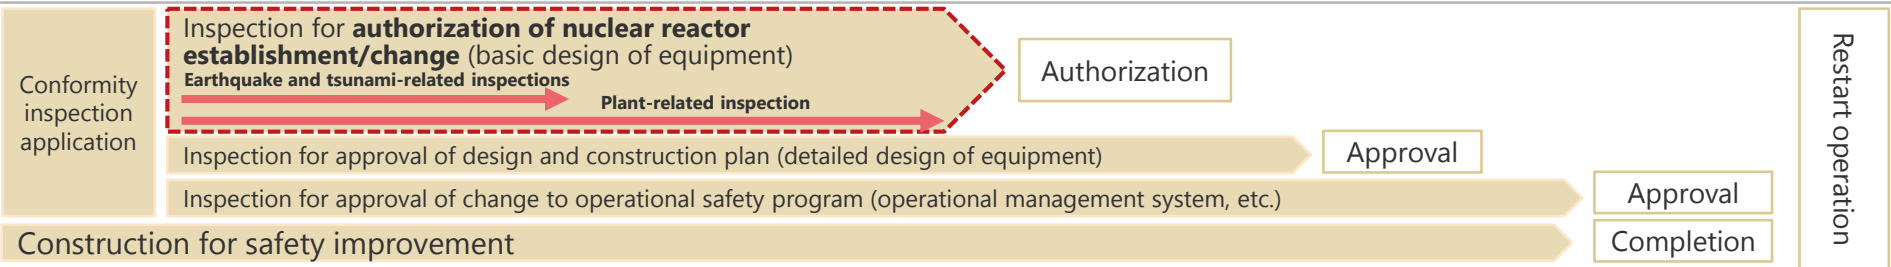 Conformity
inspection
application
Inspection for authorization of nuclear reactor
establishment/change (basic design of equipment)
Earthquake and tsunami-related inspections
Plant-related inspection
Authorization
Inspection for approval of design and construction plan (detailed design of equipment)
Approval
Inspection for approval of change to operational safety program (operational management system, etc.)
Approval
Construction for safety improvement
Completion
Restart operation